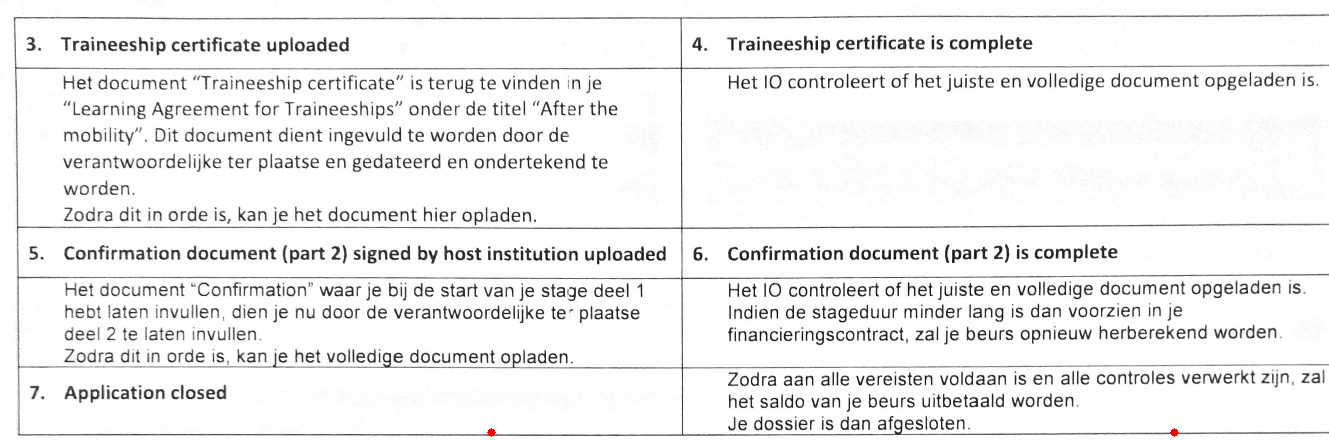 3. Traineeship certificate uploaded
Het document “Traineeship certificate” is terug te vinden in je
“Learning Agreement for Traineeships” onder de titel “After the
mobility”. Dit document dient ingevuld te worden door de
verantwoordelijke ter plaatse en gedateerd en ondertekend te
worden.
Zodra dit in orde is, kan je het document hier opladen.
4. Traineeship certificate is complete
Het IO controleert of het juiste en volledige document opgeladen is.
5. Confirmation document (part 2) signed by host institution uploaded
Het document “Confirmation” waar je bij de start van je stage deel 1
hebt laten invullen, dien je nu door de verantwoordelijke ter plaatse
deel 2 te laten invullen.
Zodra dit in orde is, kan je het volledige document opladen.
6. Confirmation document (part 2) is complete
Het IO controleert of het juiste en volledige document opgeladen is.
Indien de stageduur minder lang is dan voorzien in je
financieringscontract, zal je beurs opnieuw herberekend worden.
7. Application closed
Zodra aan alle vereisten voldaan is en alle controles verwerkt zijn, zal
het saldo van je beurs uitbetaald worden.
Je dossier is dan afgesloten.